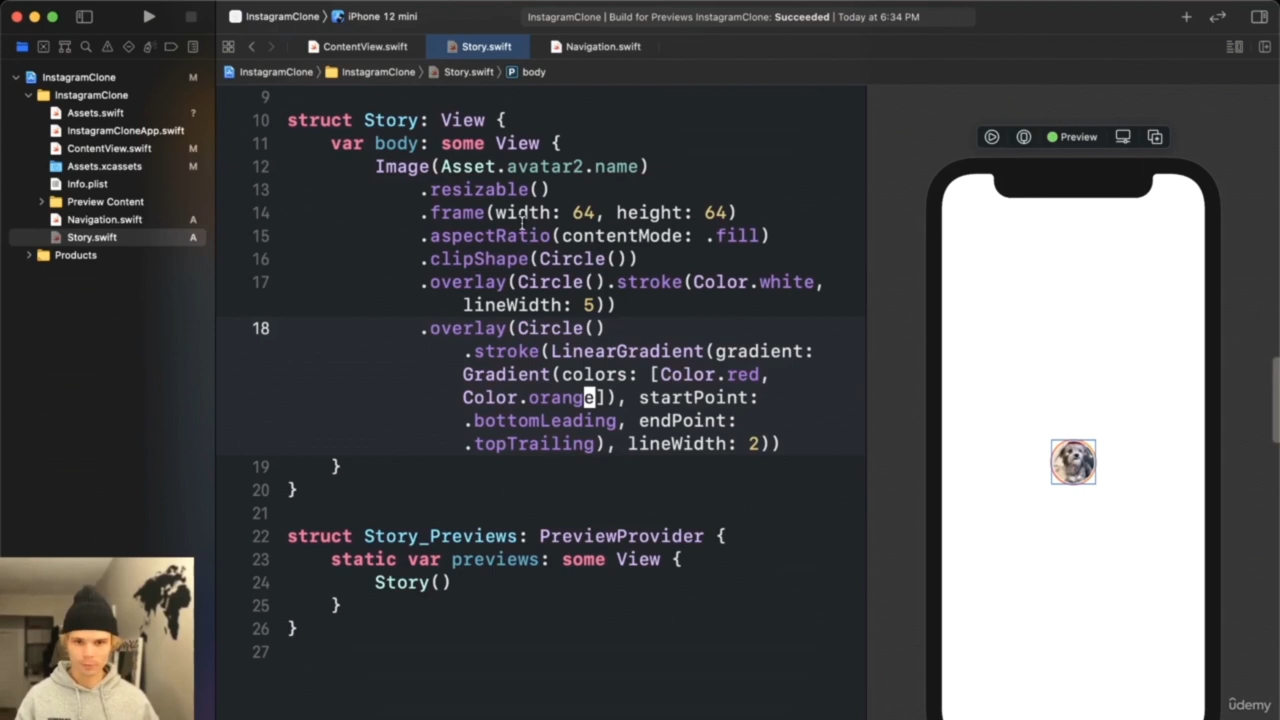 InstagramClone 〉 iPhone 12 mini
InstagramClone | Build for Previews InstagramClone: Succeeded | Today at 6:34 PM
ContentView.swift
Story.swift
Navigation.swift
InstagramClone 〉 InstagramClone 〉 Story.swift 〉 P body
InstagramClone M
InstagramClone
Assets.swift ?
InstagramCloneApp.swift
ContentView.swift M
Assets.xcassets M
Info.plist
Preview Content
Navigation.swift A
Story.swift A
Products
9
10 struct Story: View {
11 var body: some View {
12 Image(Asset.avatar2.name)
13 .resizable()
14 .frame(width: 64, height: 64)
15 .aspectRatio(contentMode: .fill)
16 .clipShape(Circle())
17 .overlay(Circle().stroke(Color.white,
lineWidth: 5))
18 .overlay(Circle()
.stroke(LinearGradient(gradient:
Gradient(colors: [Color.red,
Color.orange]), startPoint:
.bottomLeading, endPoint:
.topTrailing), lineWidth: 2))
19 }
20 }
21
22 struct Story_Previews: PreviewProvider {
23 static var previews: some View {
24 Story()
25 }
26 }
27
Preview
ûdemy